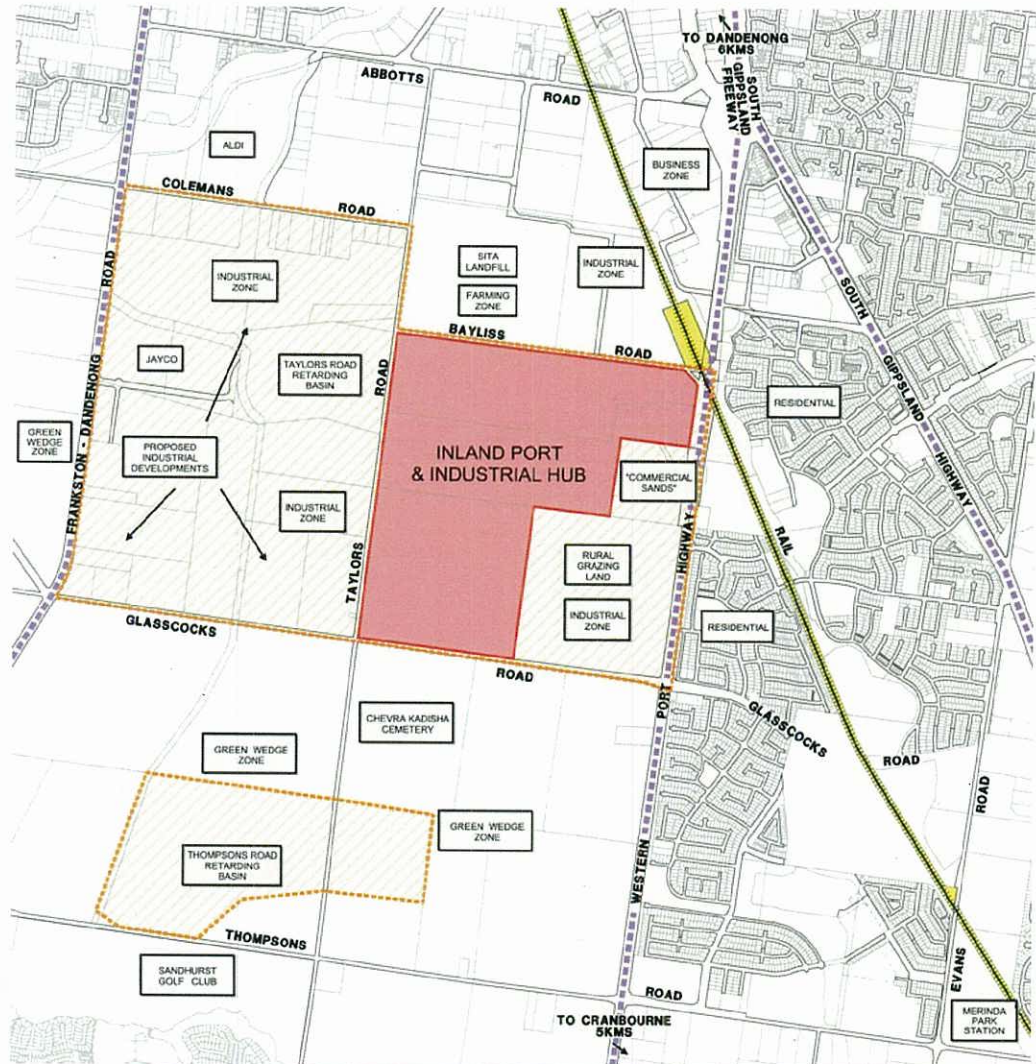 TO DANDENONG
6KMS
SOUTH
GIPPSLAND
FREEWAY
ABBOTTS
ROAD
ALDI
BUSINESS
ZONE
COLEMANS
ROAD
SITA
LANDFILL
INDUSTRIAL
ZONE
INDUSTRIAL
ZONE
FARMING
ZONE
SOUTH
GIPPSLAND
HIGHWAY
ROAD
BAYLISS
ROAD
JAYCO
TAYLORS ROAD
RETARDING
BASIN
ROAD
RESIDENTIAL
GREEN
WEDGE
ZONE
FRANKSTON - DANDENONG
PROPOSED
INDUSTRIAL
DEVELOPMENTS
INLAND PORT
& INDUSTRIAL HUB
"COMMERCIAL
SANDS"
INDUSTRIAL
ZONE
HIGHWAY
RAIL
RURAL
GRAZING
LAND
TAYLORS
INDUSTRIAL
ZONE
RESIDENTIAL
GLASSCOCKS
ROAD
PORT
GLASSCOCKS
ROAD
CHEVRA KADISHA
CEMETERY
GREEN WEDGE
ZONE
ROAD
GREEN WEDGE
ZONE
THOMPSONS ROAD
RETARDING
BASIN
WESTERN
THOMPSONS
SANDHURST
GOLF CLUB
ROAD
EVANS
TO CRANBOURNE
5KMS
MERINDA
PARK
STATION